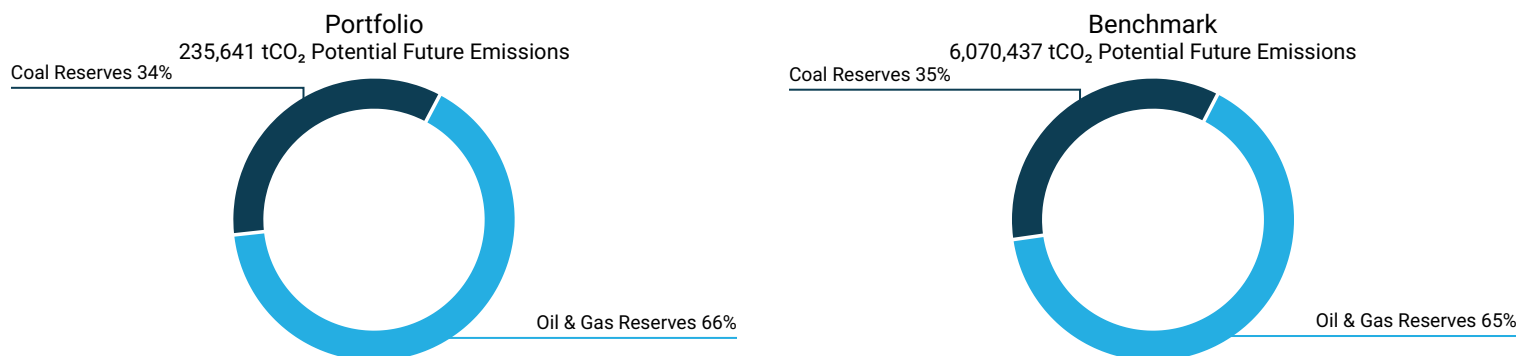 Portfolio
235,641 tCO₂ Potential Future Emissions
Coal Reserves 34%
Oil & Gas Reserves 66%
Benchmark
6,070,437 tCO₂ Potential Future Emissions
Coal Reserves 35%
Oil & Gas Reserves 65%